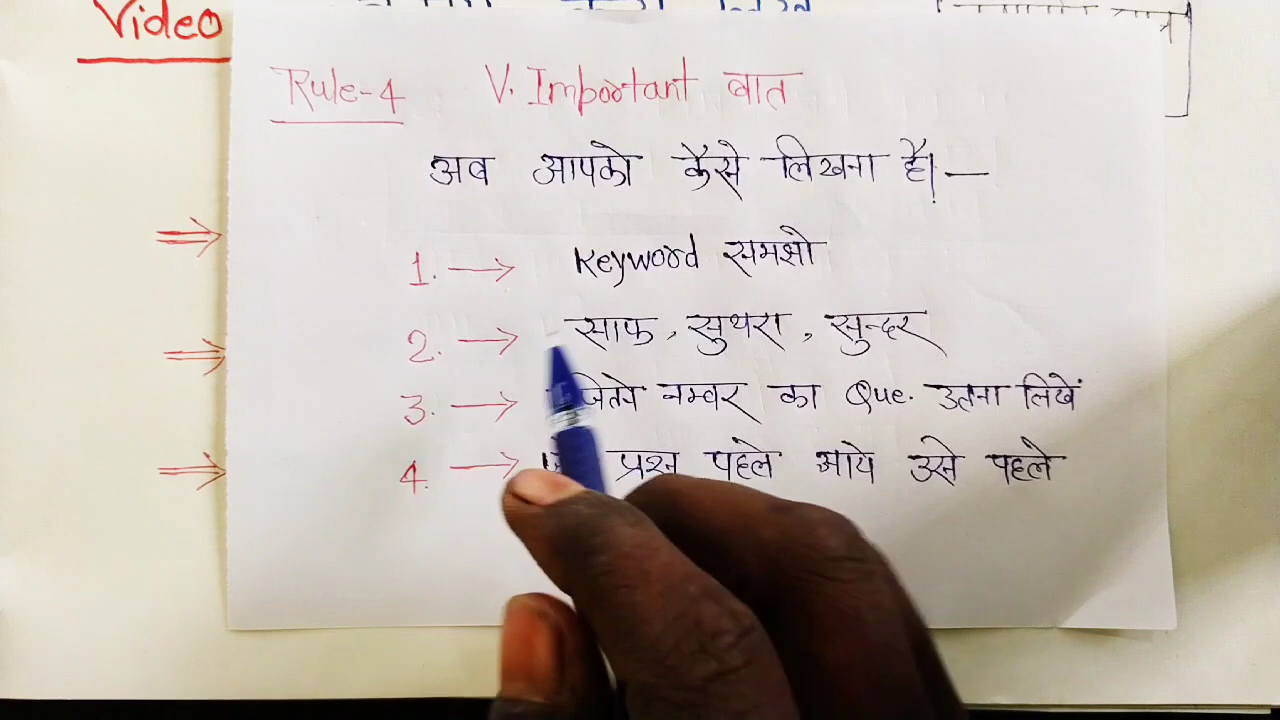 Video
Rule-4 V. Important बात
अब आपको कैसे लिखना है।—
1. → Keyword समझो
2. → साफ, सुथरा, सुन्दर
3. → जितने नम्बर का Que. उतना लिखें
4. → प्रश्न पहले आये उसे पहले